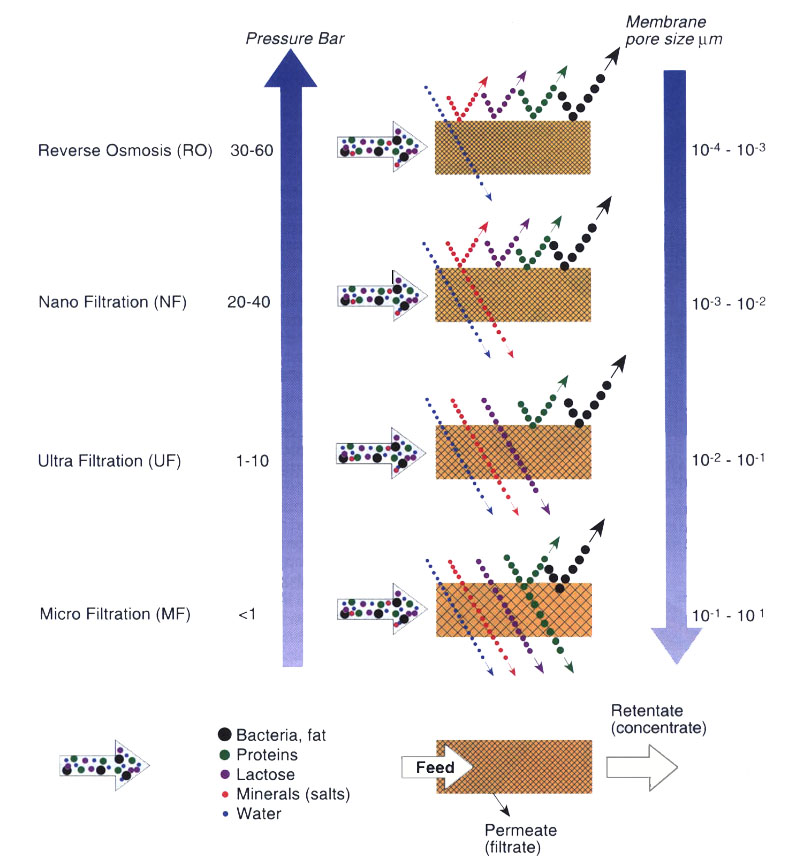 Pressure Bar
Membrane
pore size µm
Reverse Osmosis (RO) 30-60 10⁻⁴ - 10⁻³
Nano Filtration (NF) 20-40 10⁻³ - 10⁻²
Ultra Filtration (UF) 1-10 10⁻² - 10⁻¹
Micro Filtration (MF) <1 10⁻¹ - 10¹
Bacteria, fat
Proteins
Lactose
Minerals (salts)
Water
Feed
Permeate
(filtrate)
Retentate
(concentrate)